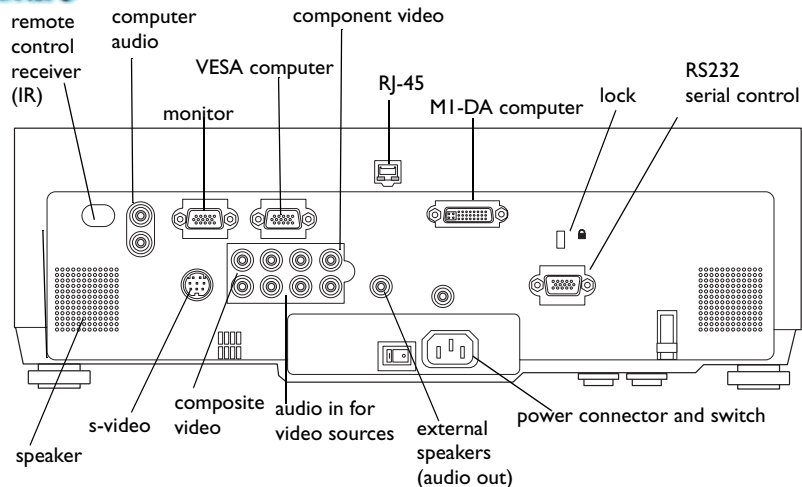 remote
control
receiver
(IR)
computer
audio
component video
VESA computer
monitor
RJ-45
M1-DA computer
lock
RS232
serial control
speaker
s-video
composite
video
audio in for
video sources
external
speakers
(audio out)
power connector and switch